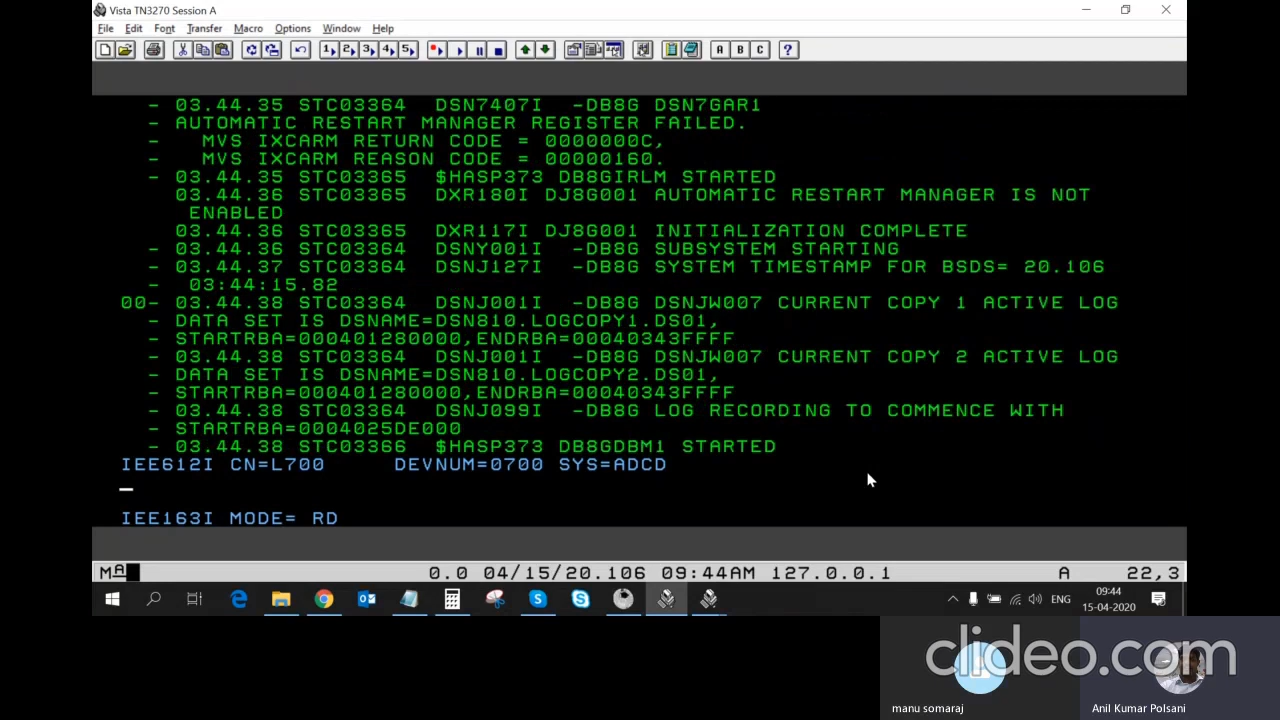 Vista TN3270 Session A
File Edit Font Transfer Macro Options Window Help
1 2 3 4 5 A B C ?
- 03.44.35 STC03364 DSN7407I -DB8G DSN7GAR1
- AUTOMATIC RESTART MANAGER REGISTER FAILED.
- MVS IXCARM RETURN CODE = 0000000C,
- MVS IXCARM REASON CODE = 00000160.
- 03.44.35 STC03365 $HASP373 DB8GIRLM STARTED
03.44.36 STC03365 DXR180I DJ8G001 AUTOMATIC RESTART MANAGER IS NOT
ENABLED
03.44.36 STC03365 DXR117I DJ8G001 INITIALIZATION COMPLETE
- 03.44.36 STC03364 DSNY001I -DB8G SUBSYSTEM STARTING
- 03.44.37 STC03364 DSNJ127I -DB8G SYSTEM TIMESTAMP FOR BSDS= 20.106
- 03:44:15.82
00- 03.44.38 STC03364 DSNJ001I -DB8G DSNJW007 CURRENT COPY 1 ACTIVE LOG
- DATA SET IS DSNAME=DSN810.LOGCOPY1.DS01,
- STARTRBA=000401280000,ENDRBA=00040343FFFF
- 03.44.38 STC03364 DSNJ001I -DB8G DSNJW007 CURRENT COPY 2 ACTIVE LOG
- DATA SET IS DSNAME=DSN810.LOGCOPY2.DS01,
- STARTRBA=000401280000,ENDRBA=00040343FFFF
- 03.44.38 STC03364 DSNJ099I -DB8G LOG RECORDING TO COMMENCE WITH
- STARTRBA=0004025DE000
- 03.44.38 STC03366 $HASP373 DB8GDBM1 STARTED
IEE612I CN=L700 DEVNUM=0700 SYS=ADCD
IEE163I MODE= RD
MA 0.0 04/15/20.106 09:44AM 127.0.0.1 A 22,3
ENG 09:44
15-04-2020
clideo.com
manu somaraj Anil Kumar Polsani